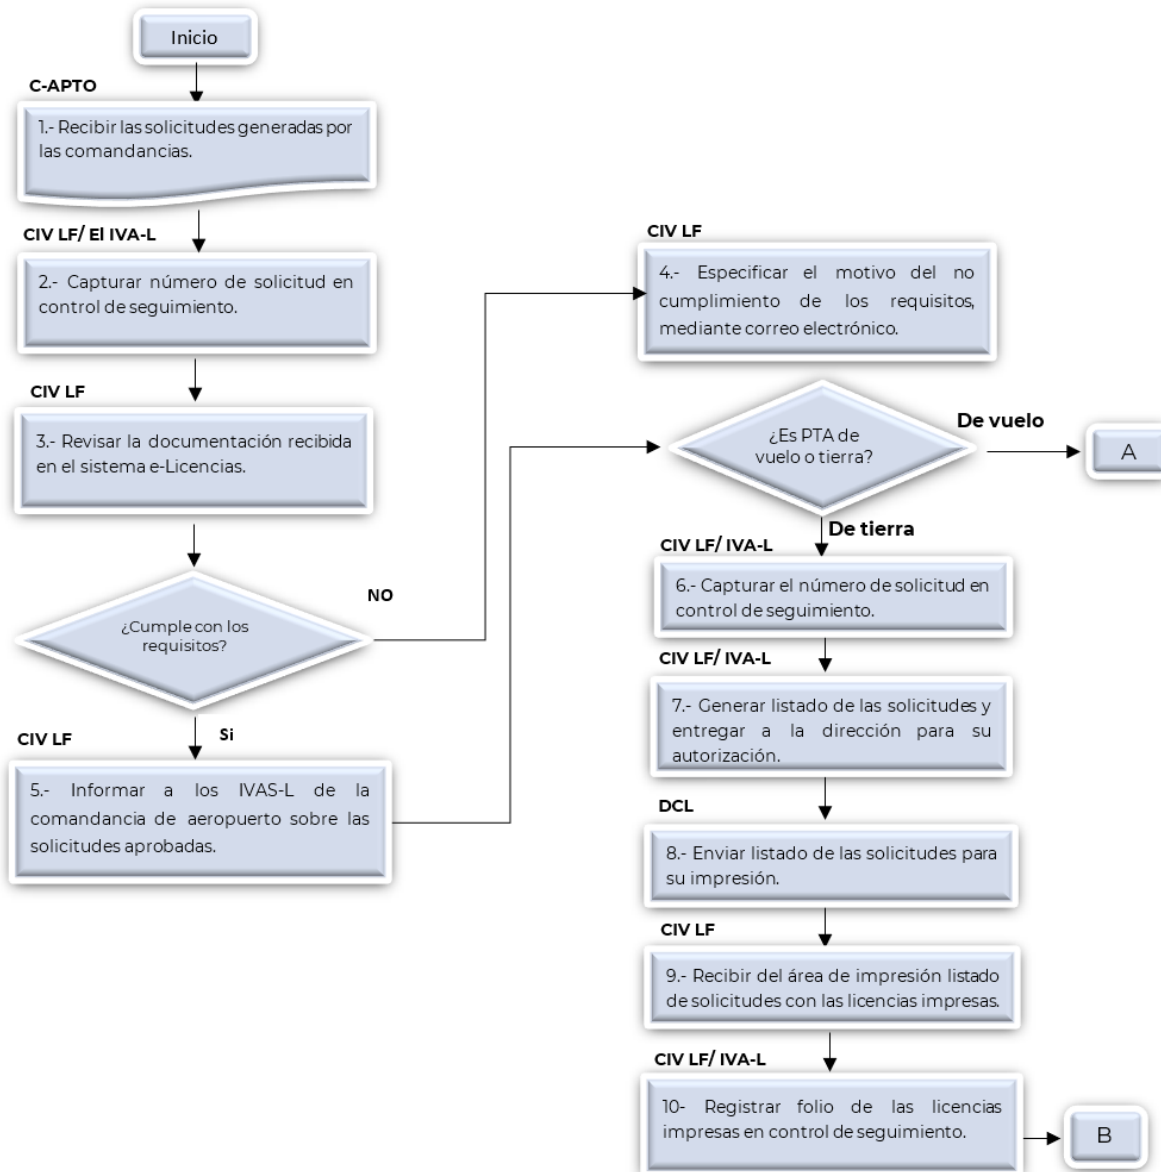 Inicio
C-APTO
1.- Recibir las solicitudes generadas por
las comandancias.
CIV LF/ El IVA-L
2.- Capturar número de solicitud en
control de seguimiento.
CIV LF
3.- Revisar la documentación recibida
en el sistema e-Licencias.
¿Cumple con los
requisitos?
NO
Si
CIV LF
5.- Informar a los IVAS-L de la
comandancia de aeropuerto sobre las
solicitudes aprobadas.
CIV LF
4.- Especificar el motivo del no
cumplimiento de los requisitos,
mediante correo electrónico.
¿Es PTA de
vuelo o tierra?
De vuelo
A
De tierra
CIV LF/ IVA-L
6.- Capturar el número de solicitud en
control de seguimiento.
CIV LF/ IVA-L
7.- Generar listado de las solicitudes y
entregar a la dirección para su
autorización.
DCL
8.- Enviar listado de las solicitudes para
su impresión.
CIV LF
9.- Recibir del área de impresión listado
de solicitudes con las licencias impresas.
CIV LF/ IVA-L
10- Registrar folio de las licencias
impresas en control de seguimiento.
B